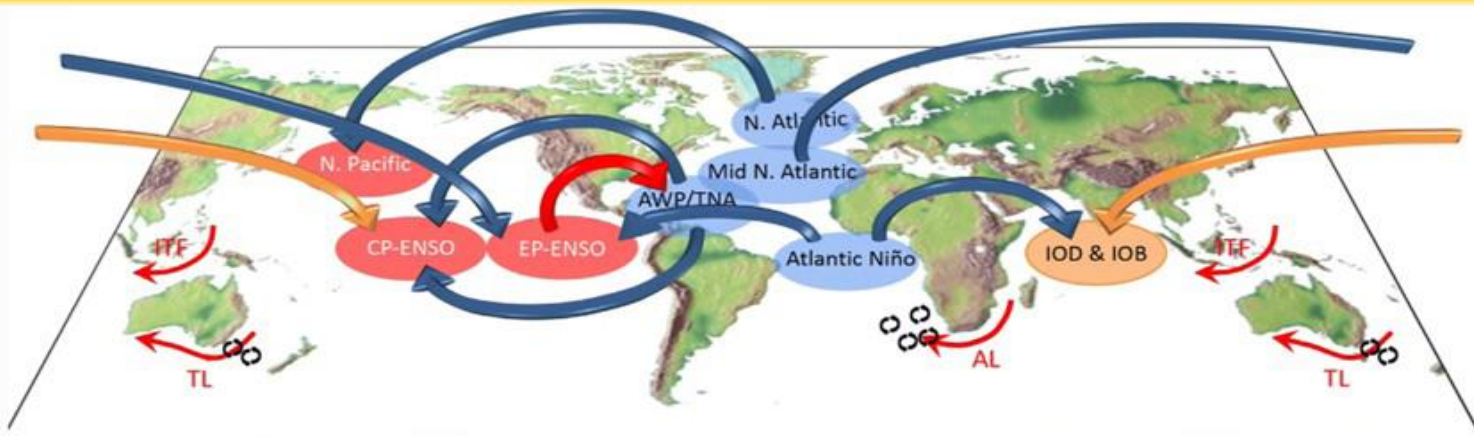 N. Atlantic
N. Pacific
Mid N. Atlantic
AWP/TNA
ITF
CP-ENSO
EP-ENSO
Atlantic Niño
IOD & IOB
ITF
TL
AL
TL